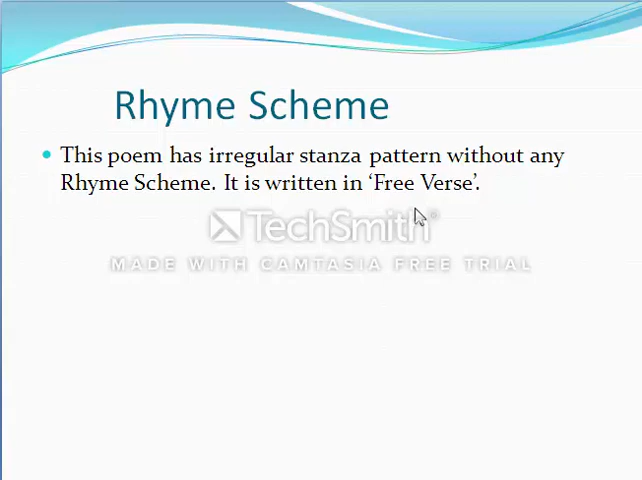 Rhyme Scheme
• This poem has irregular stanza pattern without any
Rhyme Scheme. It is written in ‘Free Verse’.
TechSmith®
MADE WITH CAMTASIA FREE TRIAL